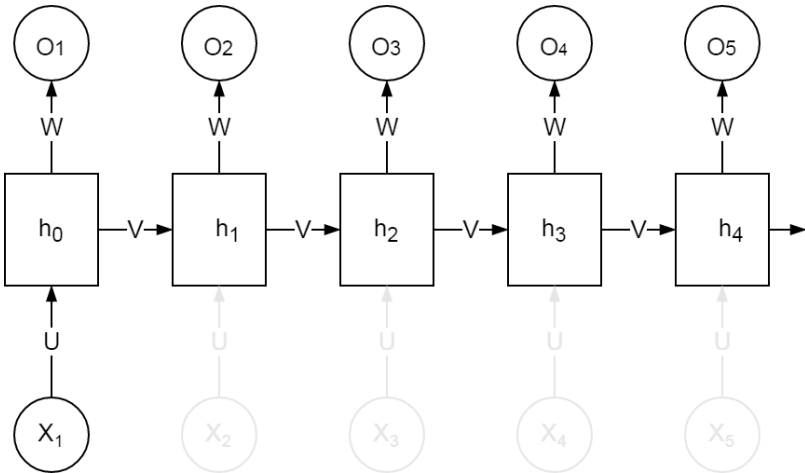 O1 O2 O3 O4 O5
W W W W W
h0 V h1 V h2 V h3 V h4
U U U U U
X1 X2 X3 X4 X5